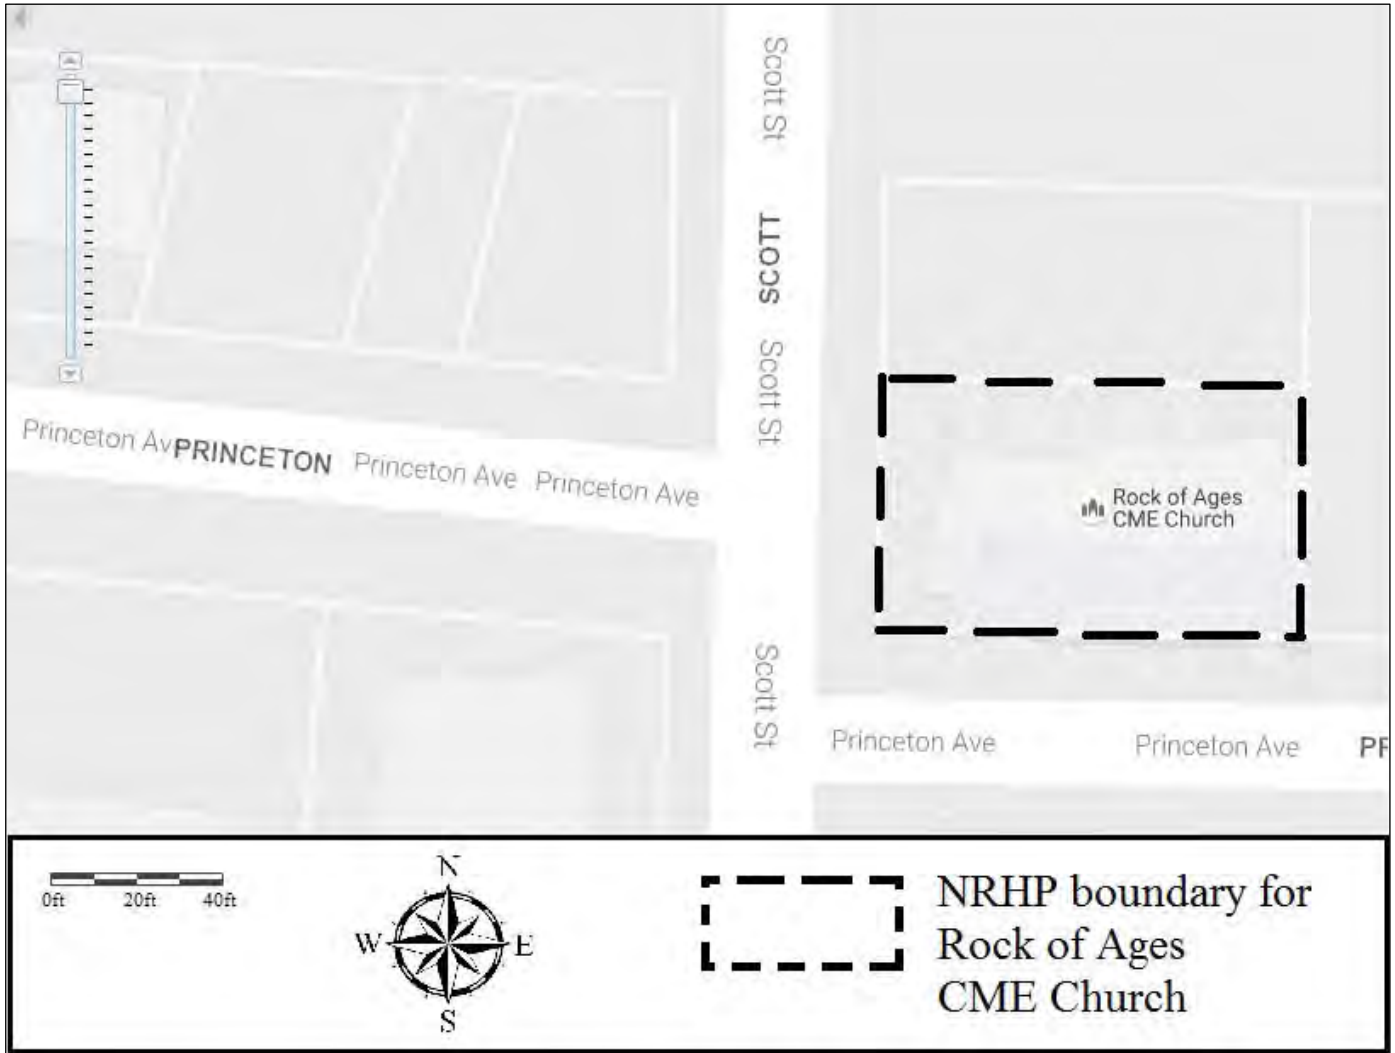 Scott St
SCOTT
Scott St
Princeton Av
PRINCETON
Princeton Ave
Princeton Ave
Rock of Ages
CME Church
Scott St
Princeton Ave
Princeton Ave
PR
0ft
20ft
40ft
N
W
E
S
NRHP boundary for
Rock of Ages
CME Church